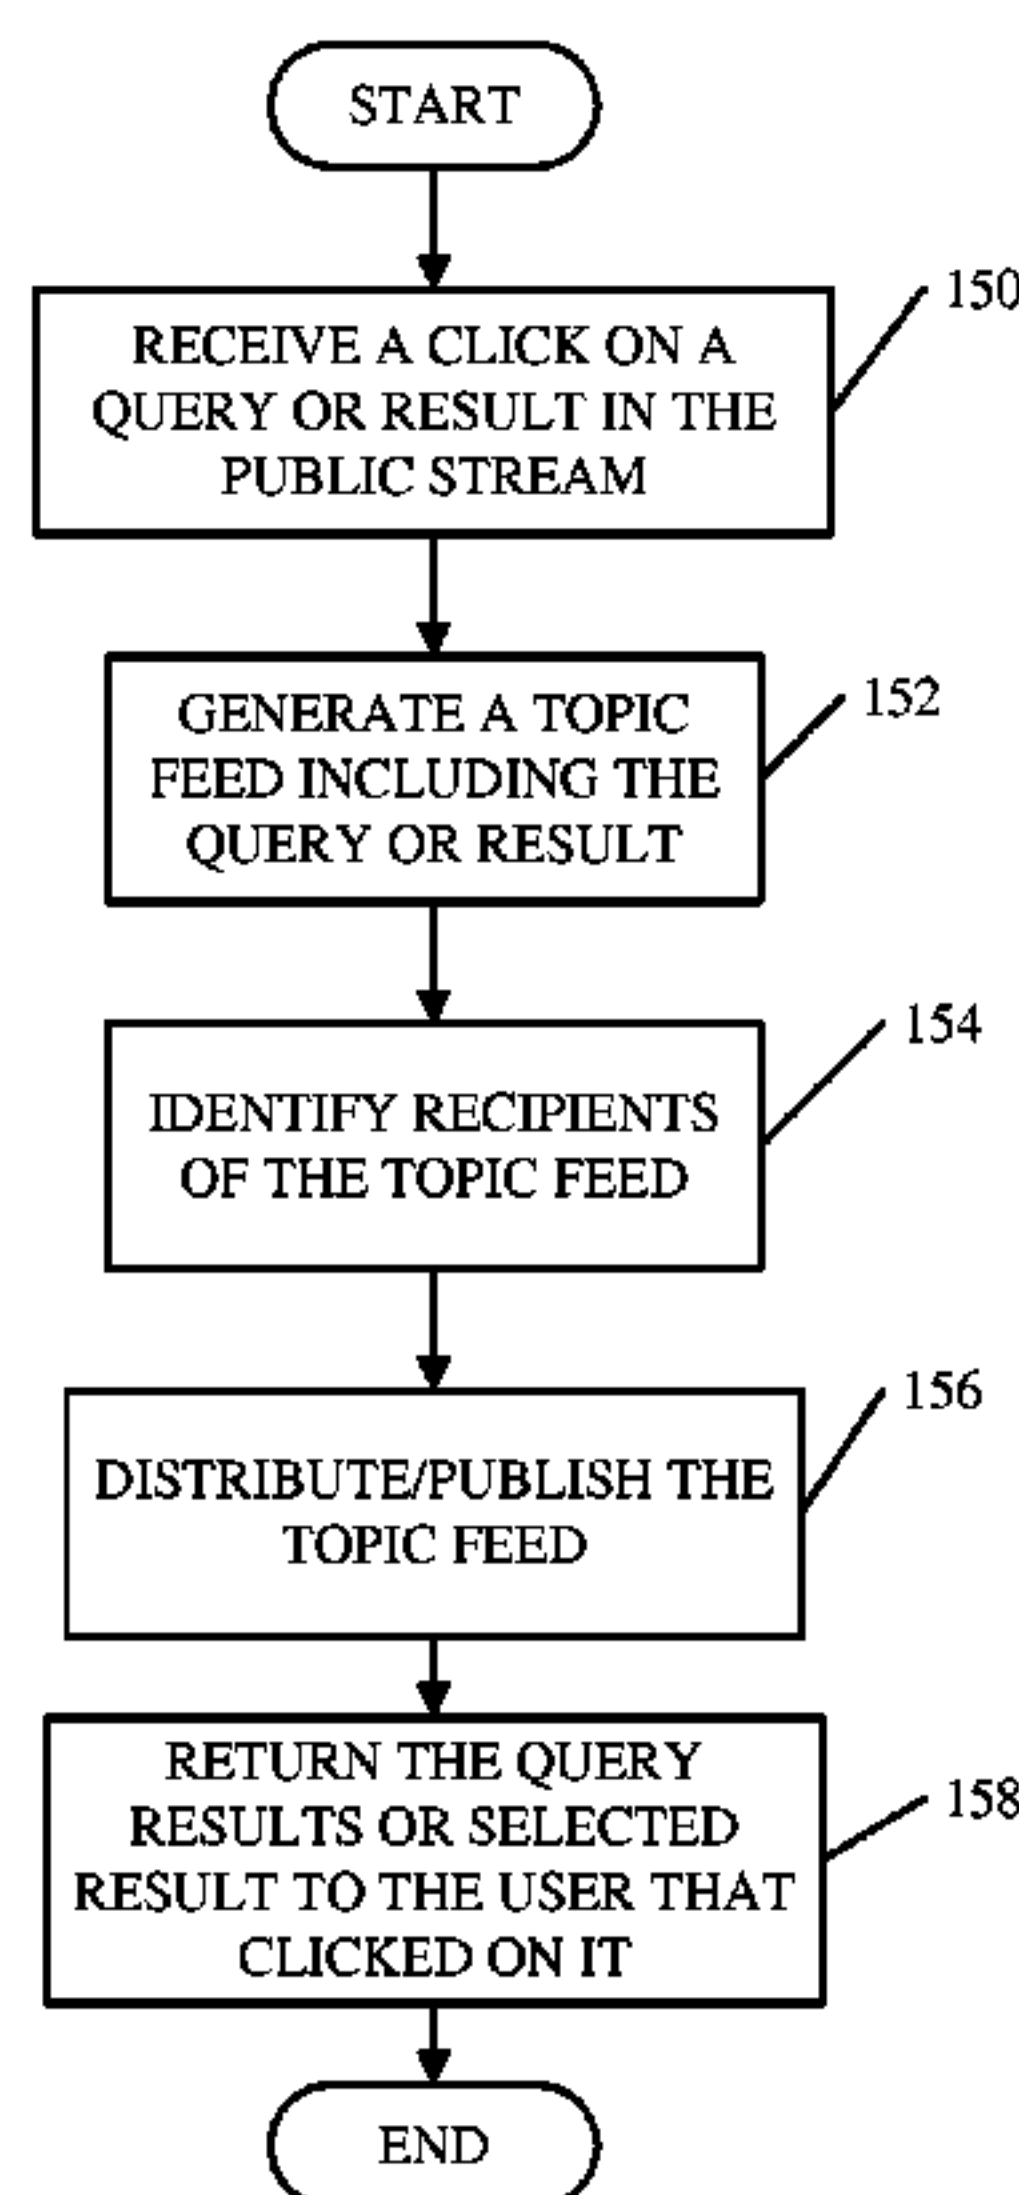 START
150
RECEIVE A CLICK ON A
QUERY OR RESULT IN THE
PUBLIC STREAM
152
GENERATE A TOPIC
FEED INCLUDING THE
QUERY OR RESULT
154
IDENTIFY RECIPIENTS
OF THE TOPIC FEED
156
DISTRIBUTE/PUBLISH THE
TOPIC FEED
RETURN THE QUERY
158
RESULTS OR SELECTED
RESULT TO THE USER THAT
CLICKED ON IT
END